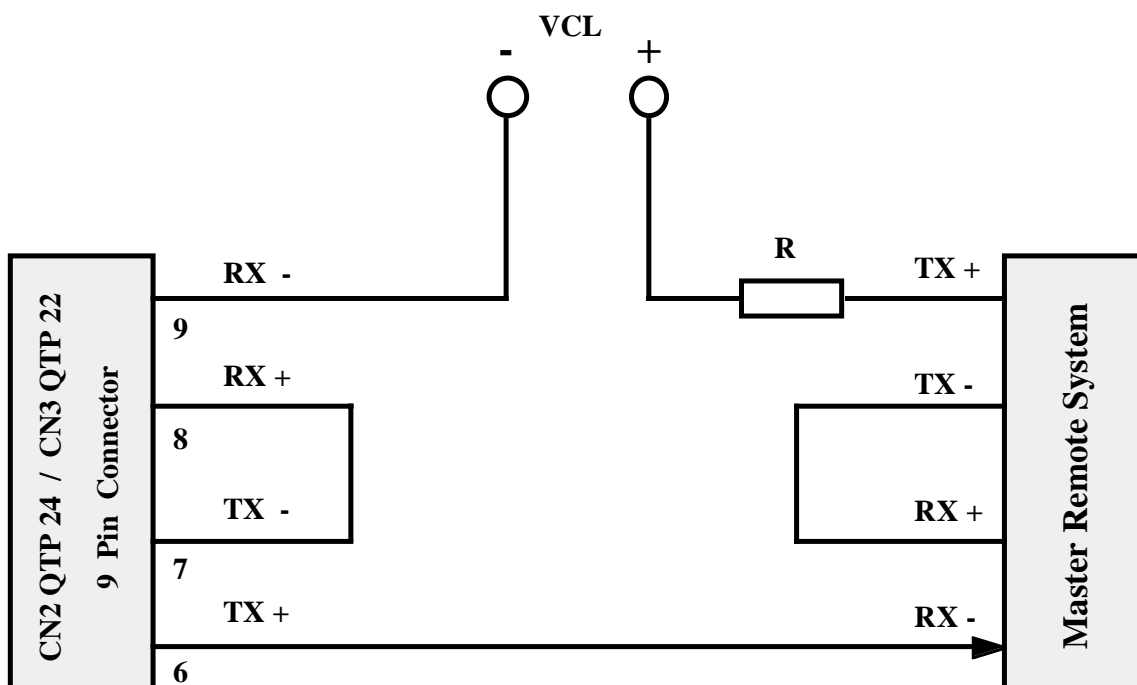 VCL
- +
CN2 QTP 24 / CN3 QTP 22
9 Pin Connector
RX -
9
RX +
8
TX -
7
TX +
6
R
TX +
TX -
RX +
RX -
Master Remote System